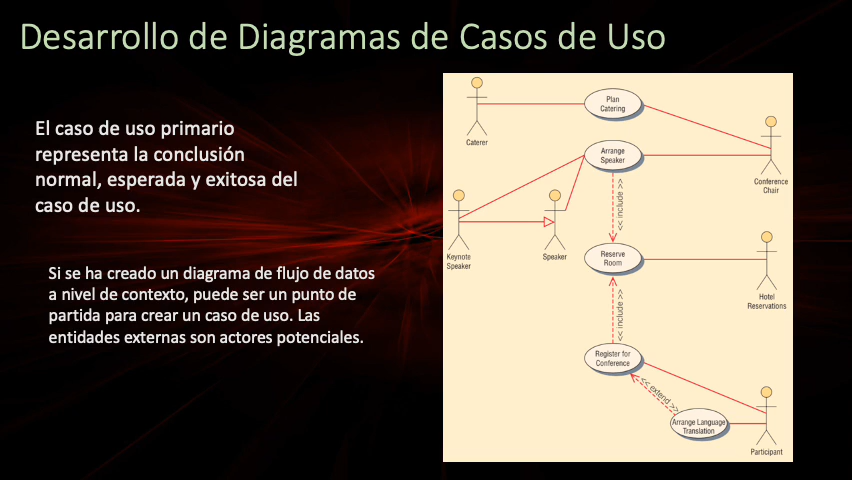 Desarrollo de Diagramas de Casos de Uso
El caso de uso primario
representa la conclusión
normal, esperada y exitosa del
caso de uso.
Si se ha creado un diagrama de flujo de datos
a nivel de contexto, puede ser un punto de
partida para crear un caso de uso. Las
entidades externas son actores potenciales.
Plan
Catering
Caterer
Arrange
Speaker
Conference
Chair
<< include >>
Keynote
Speaker
Speaker
Reserve
Room
Hotel
Reservations
<< include >>
Register for
Conference
<< extend >>
Arrange Language
Translation
Participant